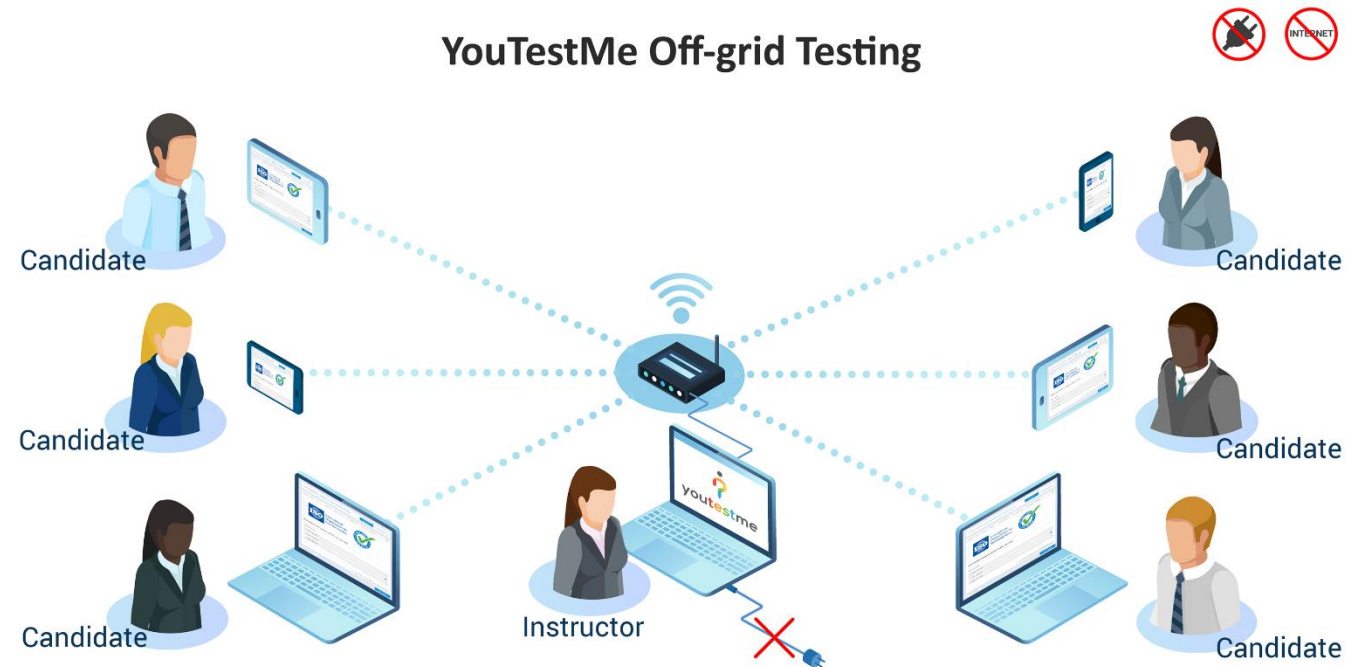 YouTestMe Off-grid Testing
INTERNET
Candidate
Candidate
Candidate
Candidate
youtestme
Candidate
Instructor
Candidate